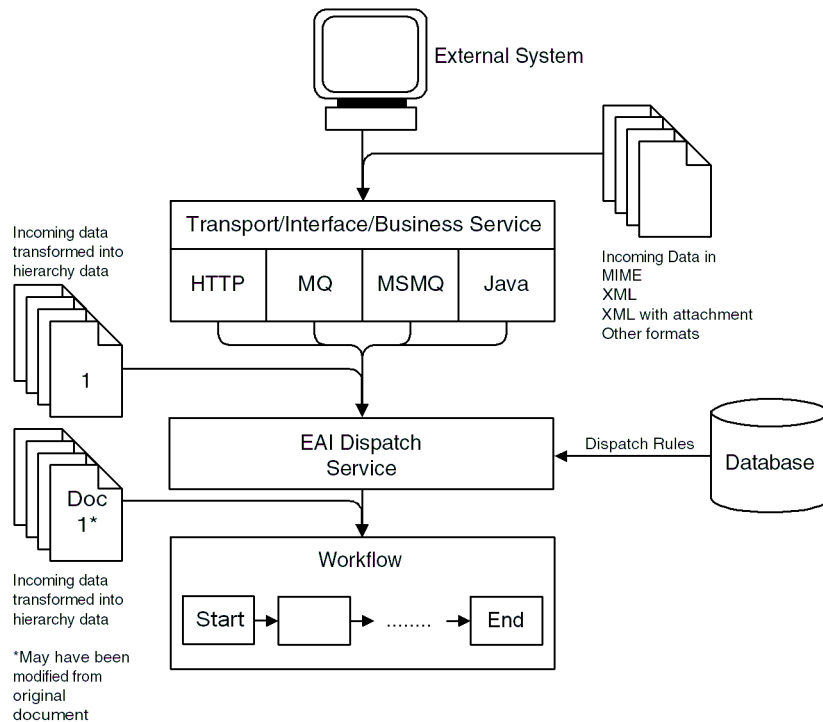 External System
Transport/Interface/Business Service
HTTP
MQ
MSMQ
Java
Incoming Data in
MIME
XML
XML with attachment
Other formats
Incoming data
transformed into
hierarchy data
1
EAI Dispatch
Service
Dispatch Rules
Database
Doc
1*
Incoming data
transformed into
hierarchy data
*May have been
modified from
original
document
Workflow
Start
........
End